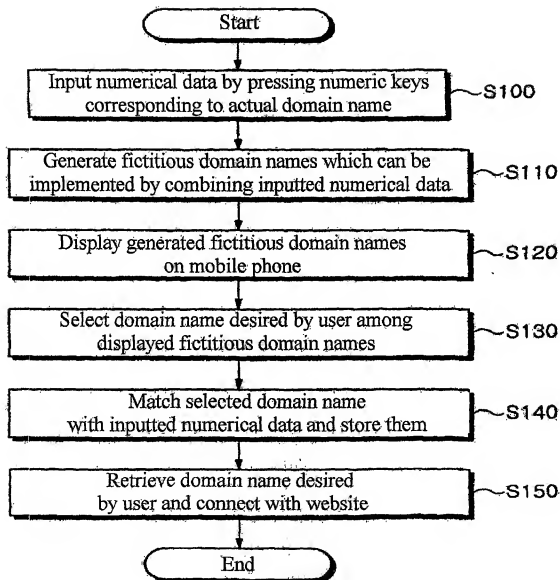 Start
Input numerical data by pressing numeric keys
corresponding to actual domain name
S100
Generate fictitious domain names which can be
implemented by combining inputted numerical data
S110
Display generated fictitious domain names
on mobile phone
S120
Select domain name desired by user among
displayed fictitious domain names
S130
Match selected domain name
with inputted numerical data and store them
S140
Retrieve domain name desired
by user and connect with website
S150
End